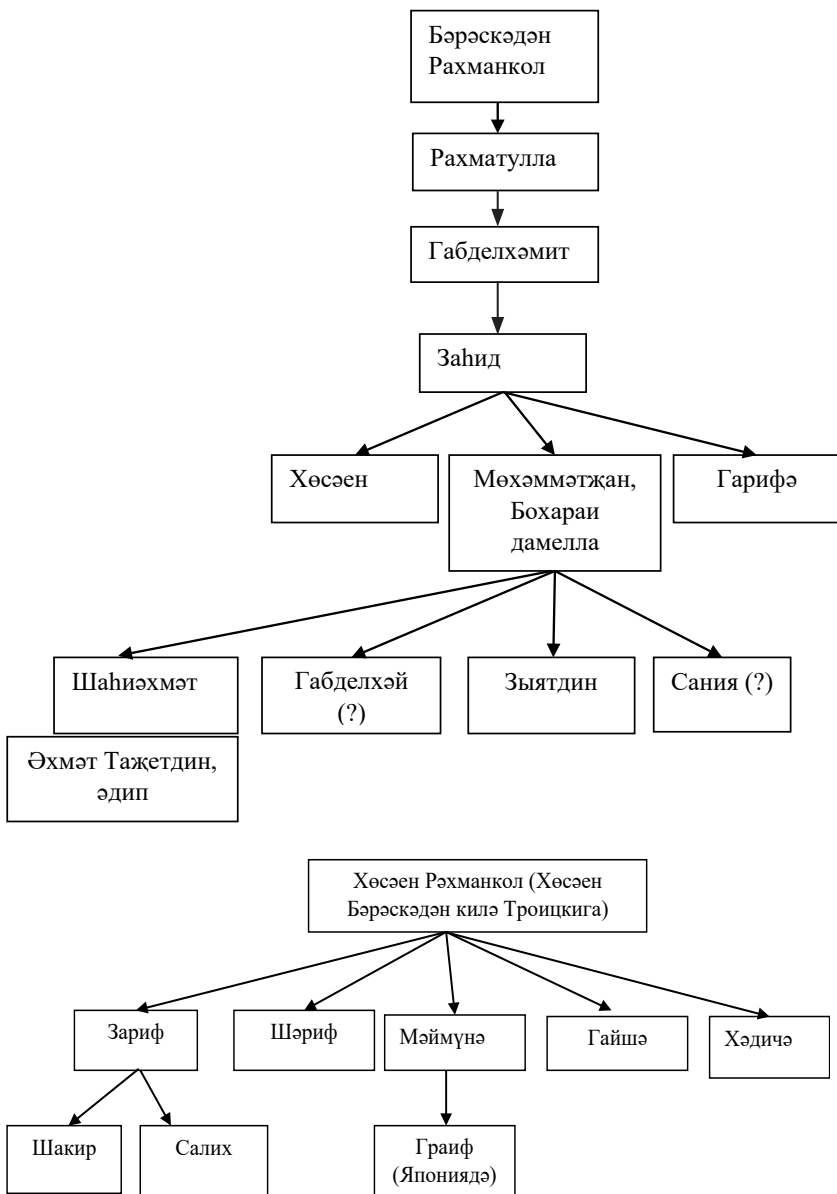 Бәрәскәдән
Рахманкол
Рахматулла
Габделхәмит
Заһид
Хөсәен
Мөхәммәтҗан,
Бохараи
дамелла
Гарифә
Шаһиәхмәт
Габделхәй
(?)
Зыятдин
Сания (?)
Әхмәт Таҗетдин,
әдип
Хөсәен Рәхманкол (Хөсәен
Бәрәскәдән килә Троицкига)
Зариф
Шәриф
Мәймүнә
Гайшә
Хәдичә
Шакир
Салих
Граиф
(Япониядә)